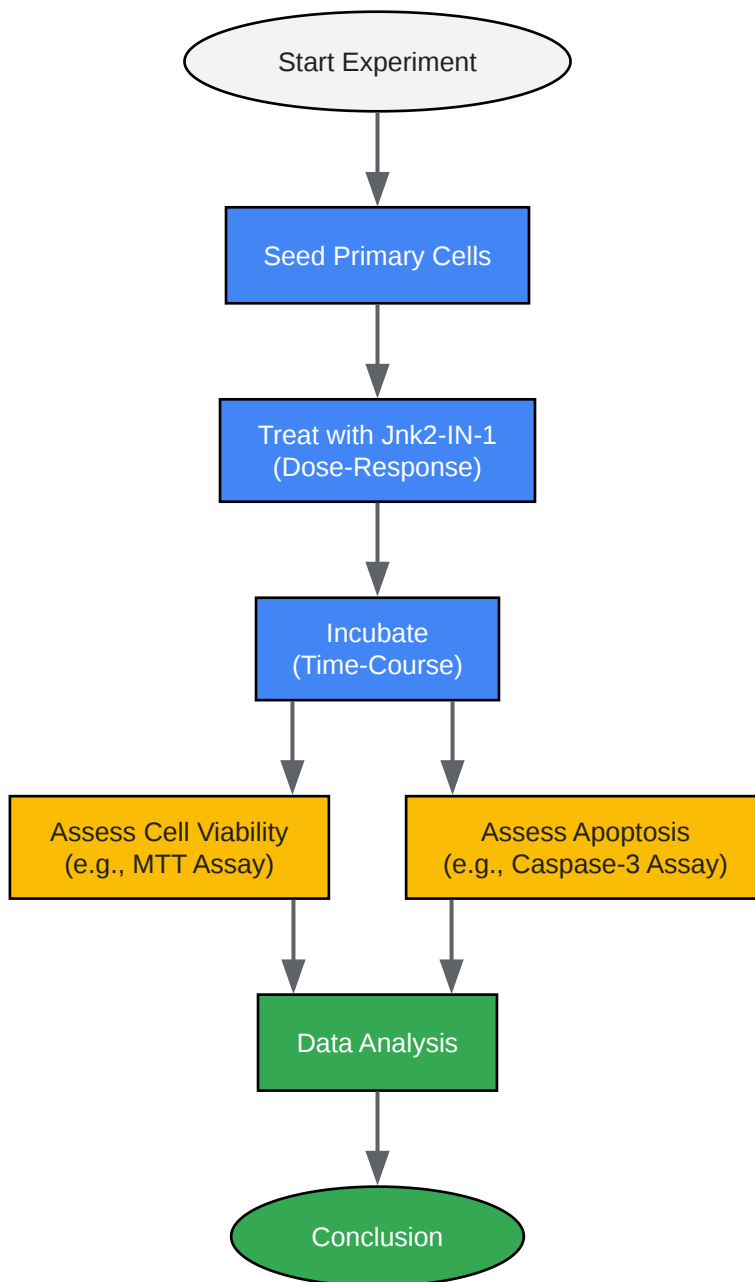 Start Experiment
Seed Primary Cells
Treat with Jnk2-IN-1
(Dose-Response)
Incubate
(Time-Course)
Assess Cell Viability
(e.g., MTT Assay)
Assess Apoptosis
(e.g., Caspase-3 Assay)
Data Analysis
Conclusion